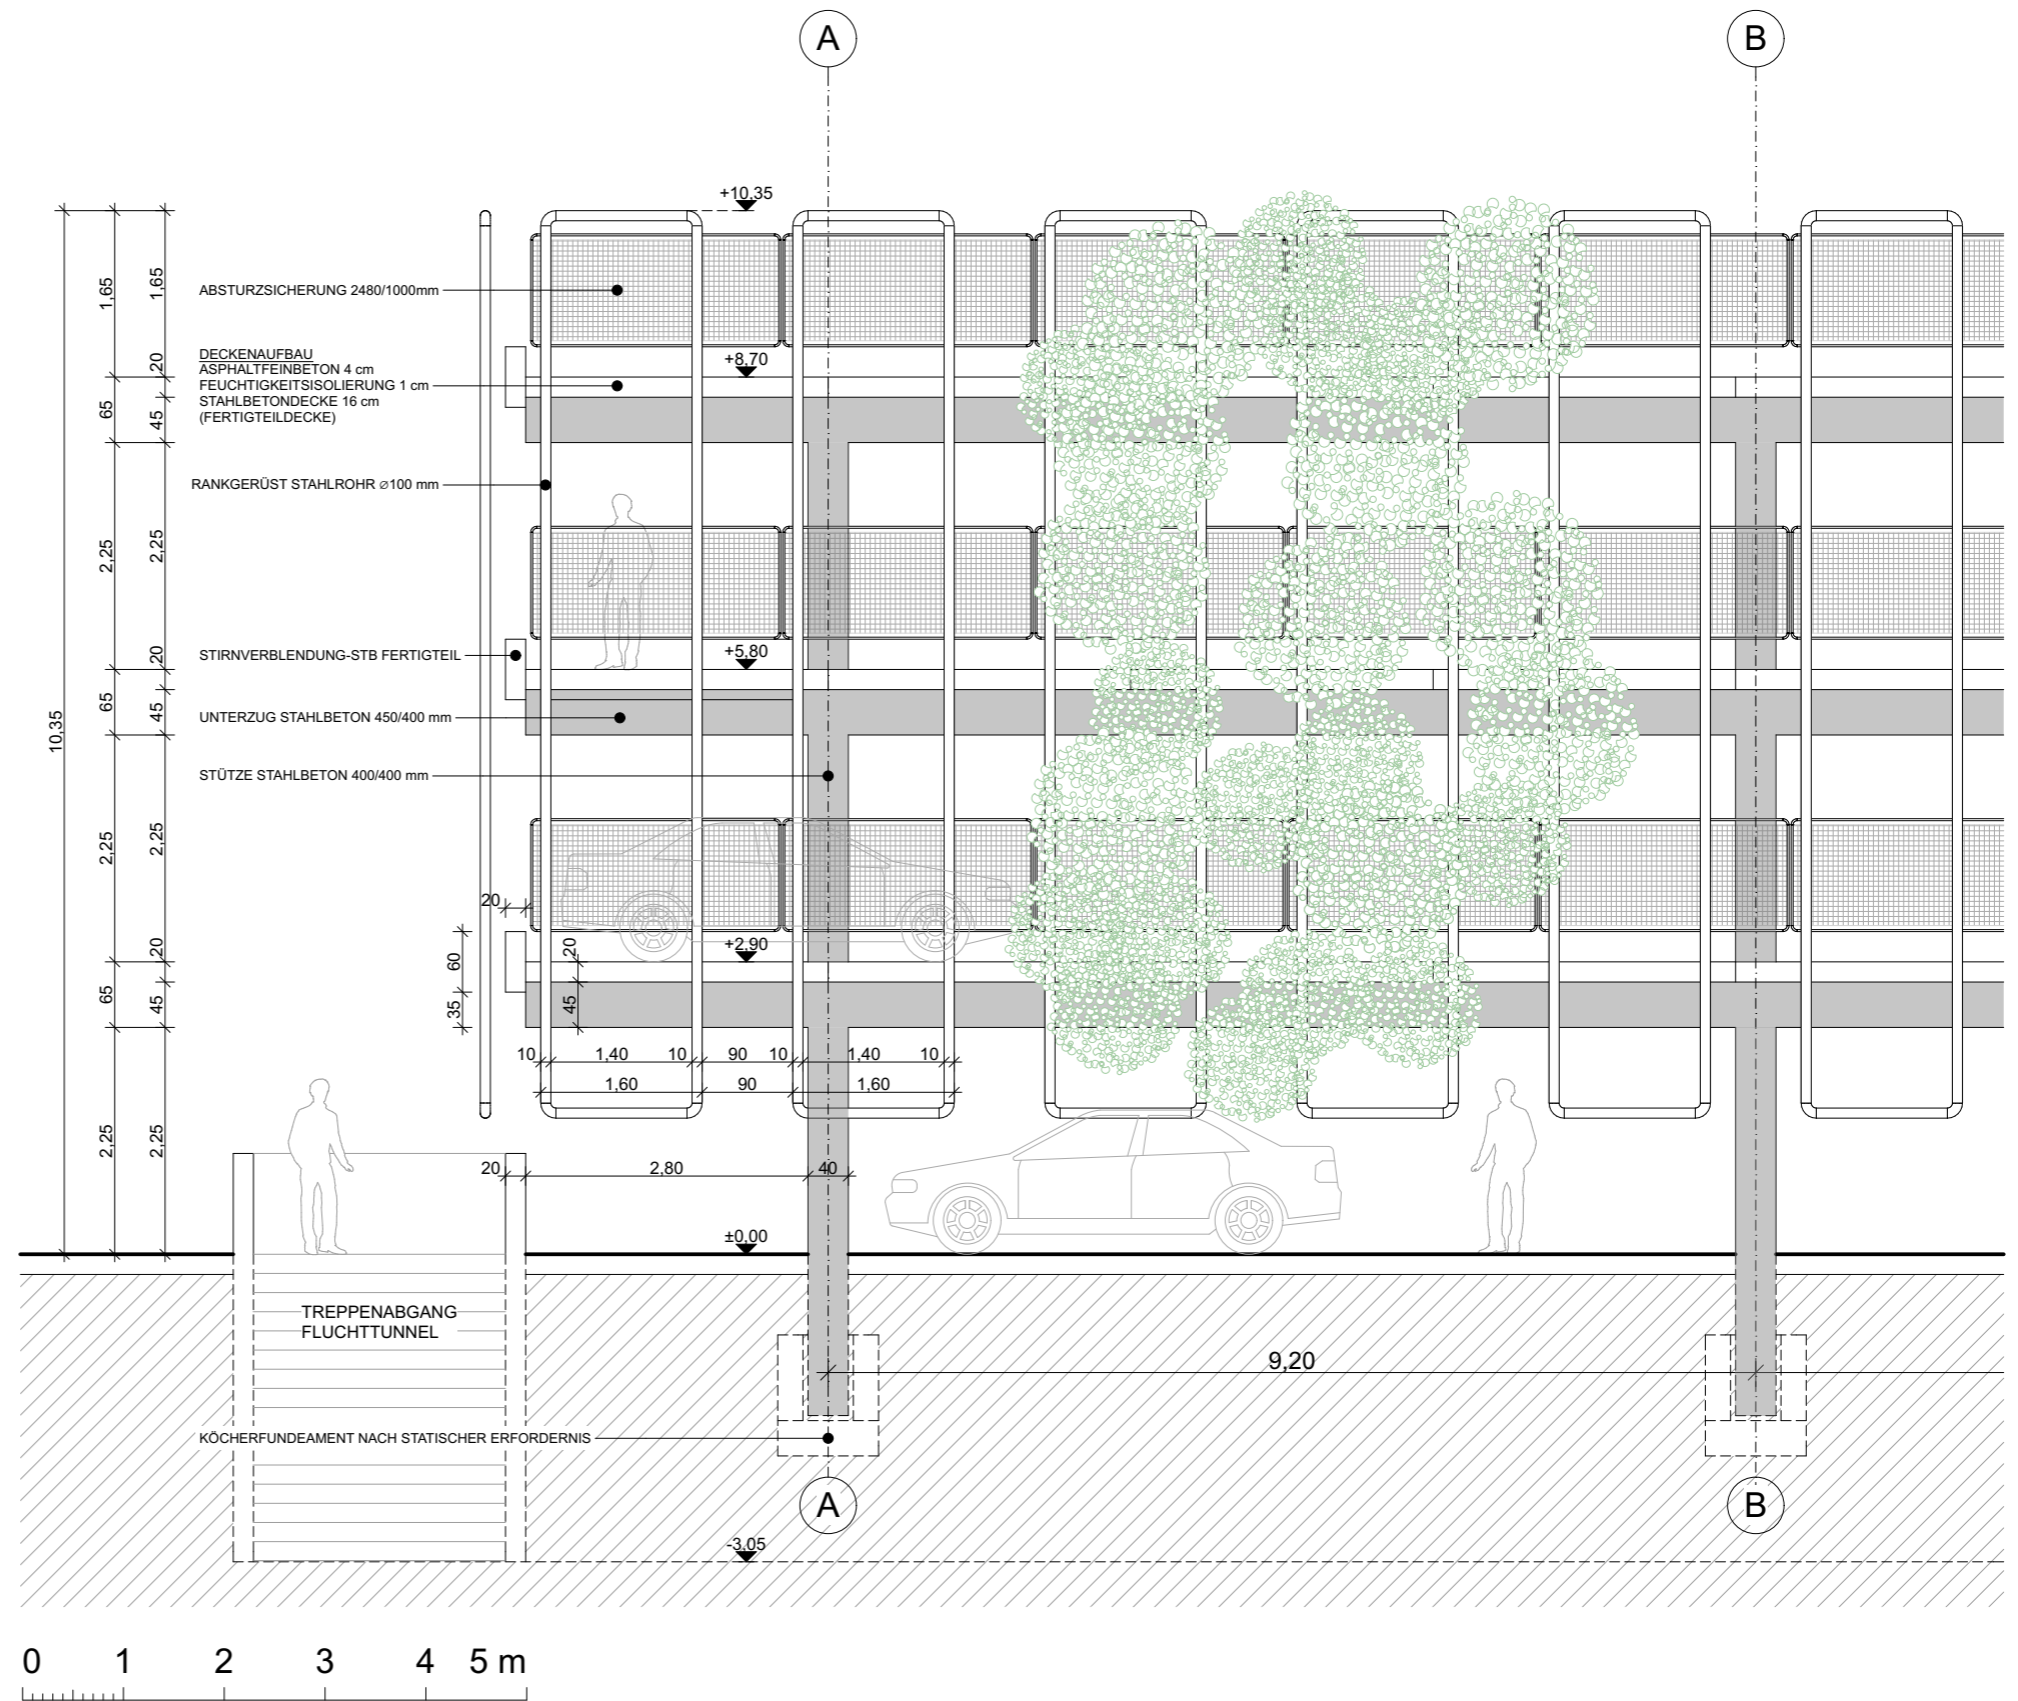 A
B
+10,35
1,65
1,65
ABSTURZSICHERUNG 2480/1000mm
DECKENAUFBAU
ASPHALTFEINBETON 4 cm
FEUCHTIGKEITSISOLIERUNG 1 cm
STAHLBETONDECKE 16 cm
(FERTIGTEILDECKE)
+8,70
20
65
45
RANKGERÜST STAHLROHR ⌀100 mm
2,25
2,25
STIRNVERBLENDUNG-STB FERTIGTEIL
+5,80
20
65
45
10,35
UNTERZUG STAHLBETON 450/400 mm
STÜTZE STAHLBETON 400/400 mm
2,25
2,25
20
+2,90
20
20
60
65
45
35
45
10
1,40
10
90
10
1,40
10
1,60
90
1,60
2,25
2,25
20
2,80
40
±0,00
TREPPENABGANG
FLUCHTTUNNEL
9,20
KÖCHERFUNDEAMENT NACH STATISCHER ERFORDERNIS
A
B
-3,05
0 1 2 3 4 5 m